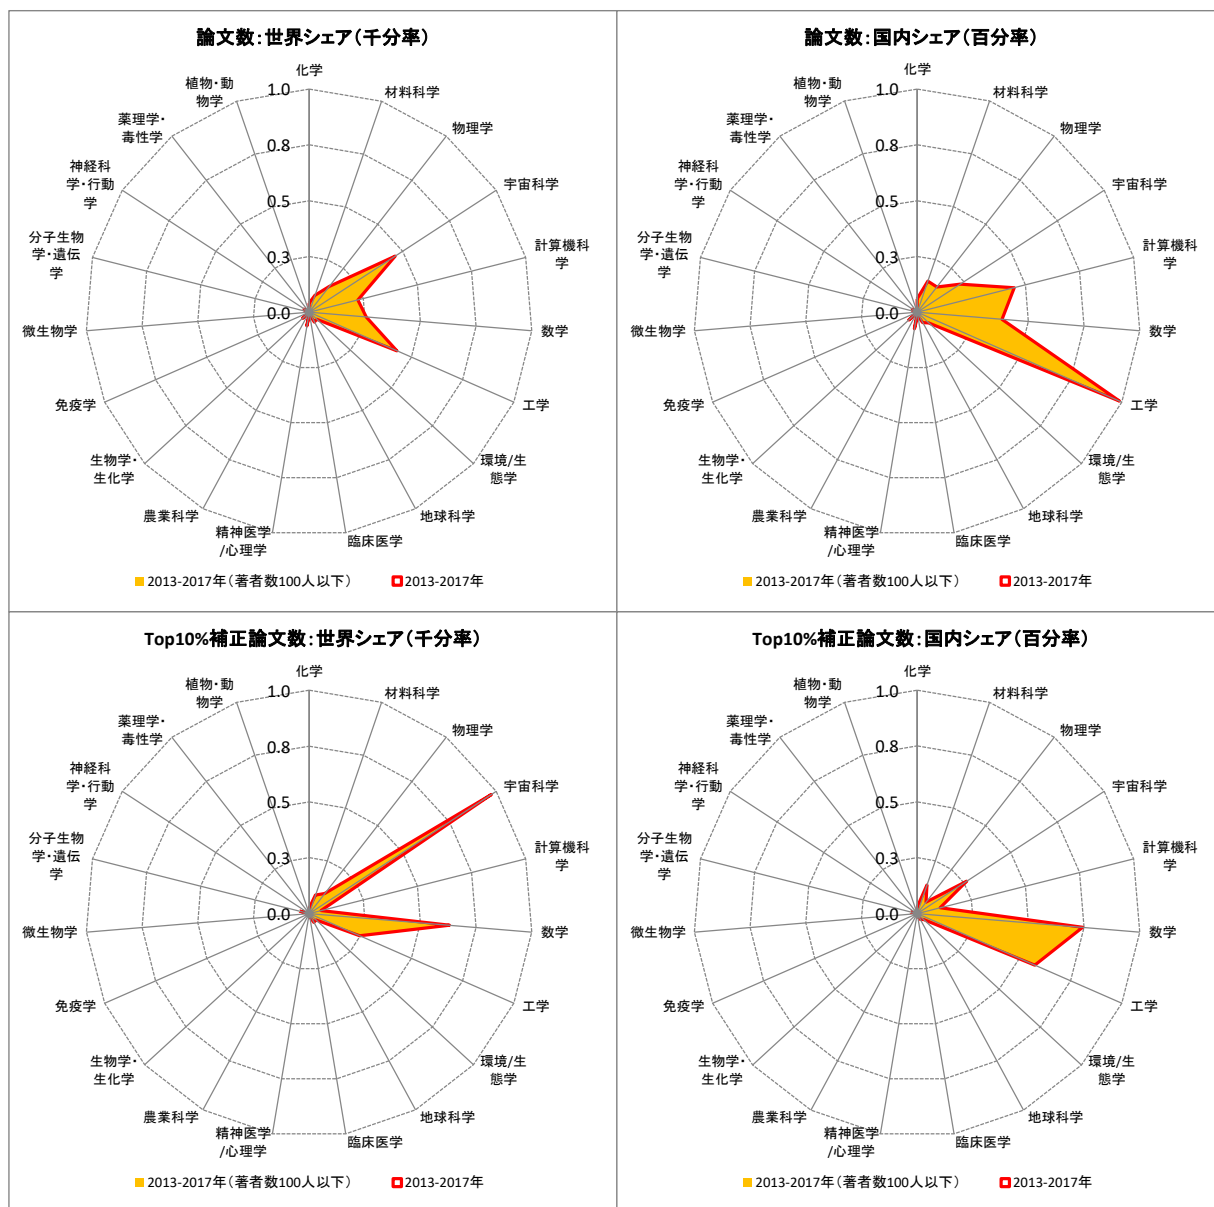 論文数：世界シェア（千分率）
化学
材料科学
物理学
宇宙科学
計算機科
学
数学
工学
環境/生
態学
地球科学
臨床医学
精神医学
/心理学
農業科学
生物学・
生化学
免疫学
微生物学
分子生物
学・遺伝
学
神経科
学・行動
学
薬理学・
毒性学
植物・動
物学
1.0
0.8
0.5
0.3
0.0
2013-2017年（著者数100人以下）
2013-2017年
論文数：国内シェア（百分率）
化学
材料科学
物理学
宇宙科学
計算機科
学
数学
工学
環境/生
態学
地球科学
臨床医学
精神医学
/心理学
農業科学
生物学・
生化学
免疫学
微生物学
分子生物
学・遺伝
学
神経科
学・行動
学
薬理学・
毒性学
植物・動
物学
1.0
0.8
0.5
0.3
0.0
2013-2017年（著者数100人以下）
2013-2017年
Top10%補正論文数：世界シェア（千分率）
化学
材料科学
物理学
宇宙科学
計算機科
学
数学
工学
環境/生
態学
地球科学
臨床医学
精神医学
/心理学
農業科学
生物学・
生化学
免疫学
微生物学
分子生物
学・遺伝
学
神経科
学・行動
学
薬理学・
毒性学
植物・動
物学
1.0
0.8
0.5
0.3
0.0
2013-2017年（著者数100人以下）
2013-2017年
Top10%補正論文数：国内シェア（百分率）
化学
材料科学
物理学
宇宙科学
計算機科
学
数学
工学
環境/生
態学
地球科学
臨床医学
精神医学
/心理学
農業科学
生物学・
生化学
免疫学
微生物学
分子生物
学・遺伝
学
神経科
学・行動
学
薬理学・
毒性学
植物・動
物学
1.0
0.8
0.5
0.3
0.0
2013-2017年（著者数100人以下）
2013-2017年